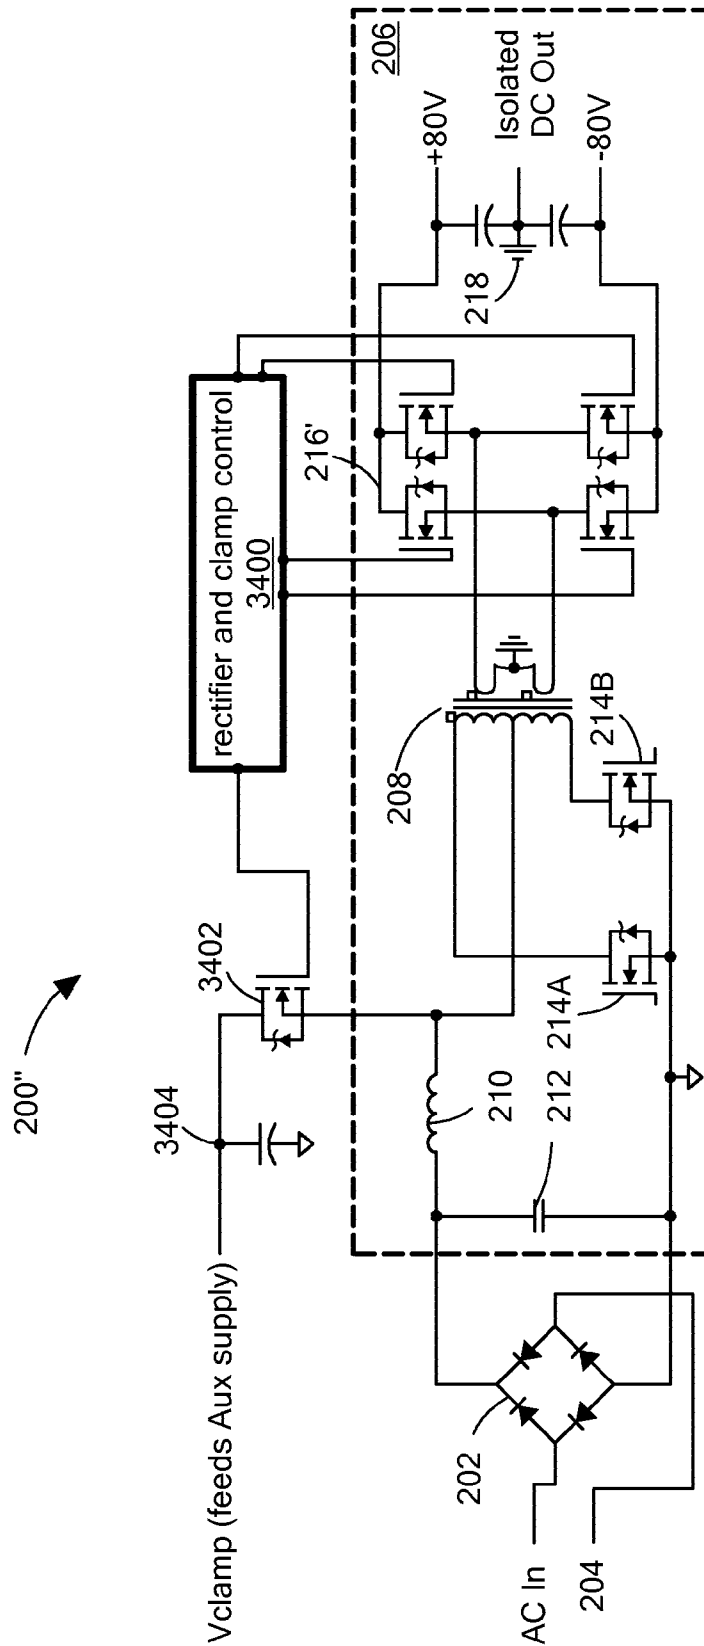 200"
Vclamp (feeds Aux supply)
3404
3402
rectifier and clamp control
3400
206
216'
+80V
Isolated
DC Out
-80V
218
208
210
212
214A
214B
202
AC In
204